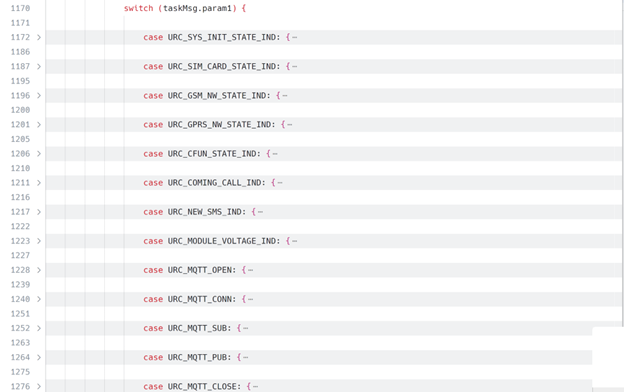 1170 switch (taskMsg.param1) {
1171
1172 > case URC_SYS_INIT_STATE_IND: {⋯
1186
1187 > case URC_SIM_CARD_STATE_IND: {⋯
1195
1196 > case URC_GSM_NW_STATE_IND: {⋯
1200
1201 > case URC_GPRS_NW_STATE_IND: {⋯
1205
1206 > case URC_CFUN_STATE_IND: {⋯
1210
1211 > case URC_COMING_CALL_IND: {⋯
1216
1217 > case URC_NEW_SMS_IND: {⋯
1222
1223 > case URC_MODULE_VOLTAGE_IND: {⋯
1227
1228 > case URC_MQTT_OPEN: {⋯
1239
1240 > case URC_MQTT_CONN: {⋯
1251
1252 > case URC_MQTT_SUB: {⋯
1263
1264 > case URC_MQTT_PUB: {⋯
1275
1276 > case URC_MQTT_CLOSE: {⋯